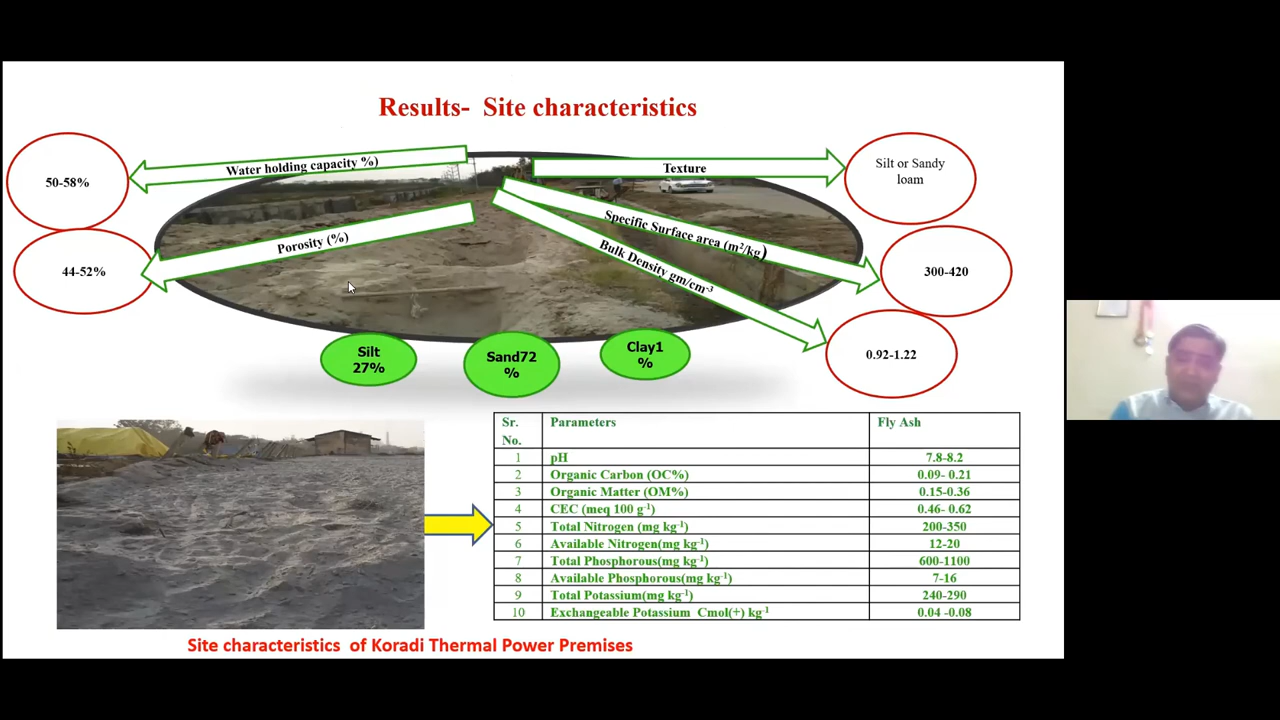 Results- Site characteristics
Water holding capacity %)
50-58%
Porosity (%)
44-52%
Texture
Silt or Sandy
loam
Specific Surface area (m²/kg)
300-420
Bulk Density gm/cm⁻³
0.92-1.22
Silt
27%
Sand72
%
Clay1
%
Sr. No. Parameters Fly Ash
1 pH 7.8-8.2
2 Organic Carbon (OC%) 0.09- 0.21
3 Organic Matter (OM%) 0.15-0.36
4 CEC (meq 100 g⁻¹) 0.46- 0.62
5 Total Nitrogen (mg kg⁻¹) 200-350
6 Available Nitrogen(mg kg⁻¹) 12-20
7 Total Phosphorous(mg kg⁻¹) 600-1100
8 Available Phosphorous(mg kg⁻¹) 7-16
9 Total Potassium(mg kg⁻¹) 240-290
10 Exchangeable Potassium Cmol(+) kg⁻¹ 0.04 -0.08
Site characteristics of Koradi Thermal Power Premises